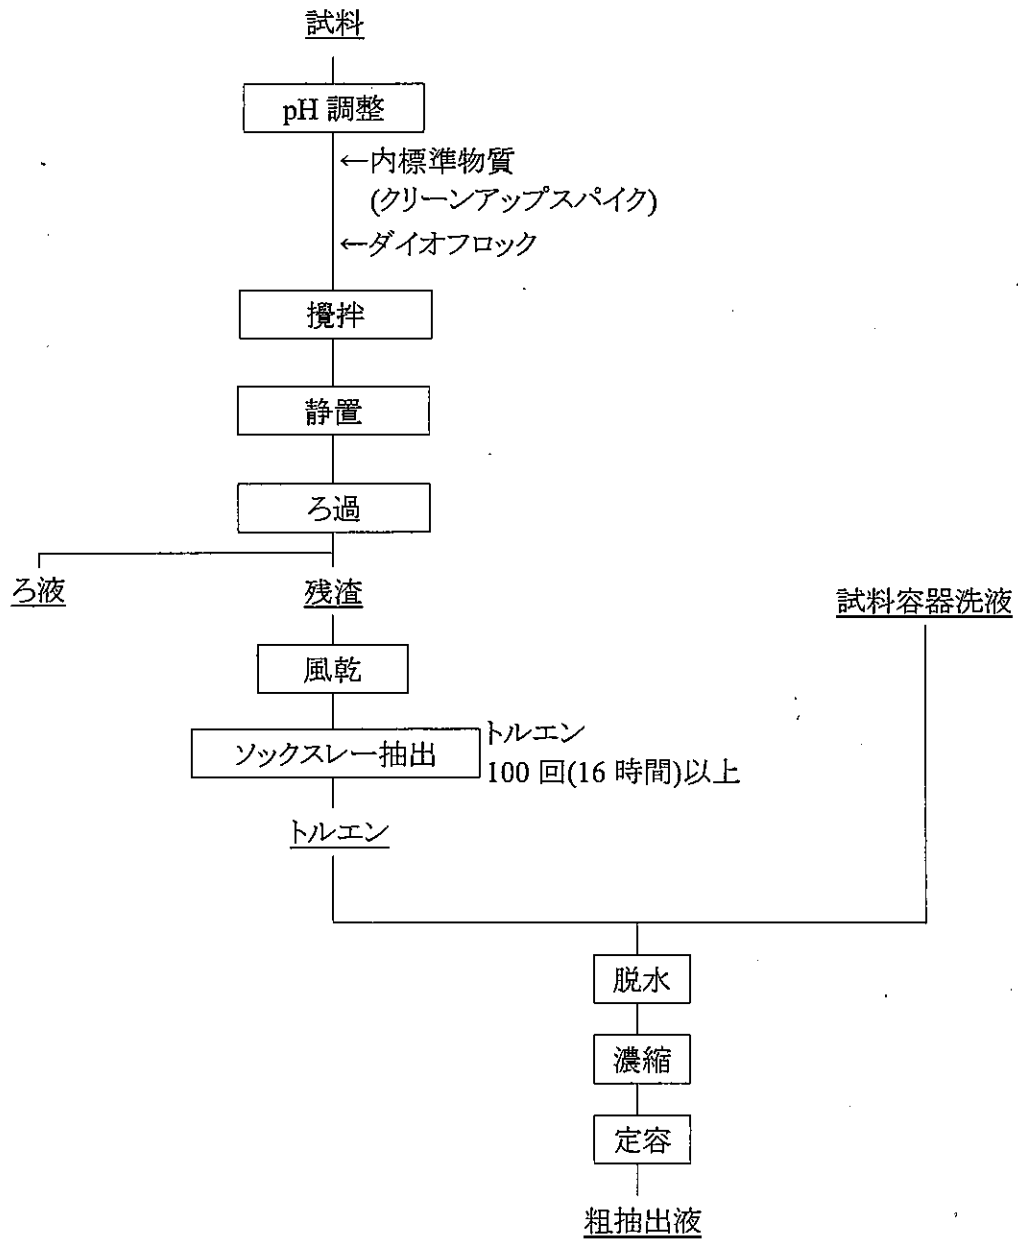 試料
pH 調整
←内標準物質
(クリーンアップスパイク)
←ダイオフロック
攪拌
静置
ろ過
ろ液
残渣
試料容器洗液
風乾
ソックスレー抽出
トルエン
100 回(16 時間)以上
トルエン
脱水
濃縮
定容
粗抽出液